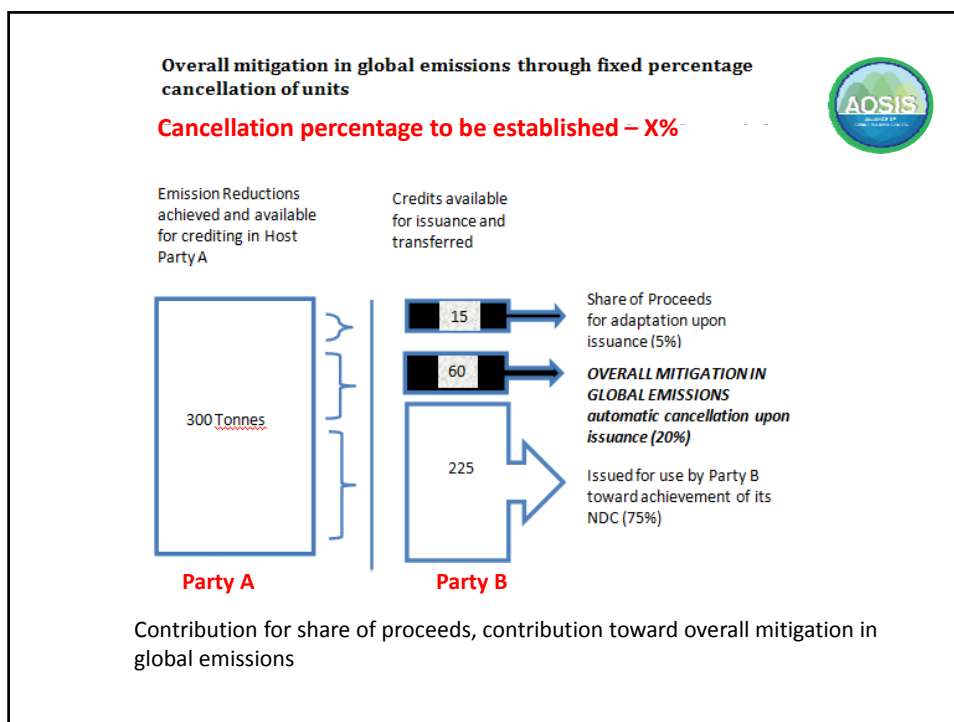 Overall mitigation in global emissions through fixed percentage
cancellation of units
Cancellation percentage to be established – X%
AOSIS
Emission Reductions
achieved and available
for crediting in Host
Party A
Credits available
for issuance and
transferred
300 Tonnes
15
60
225
Share of Proceeds
for adaptation upon
issuance (5%)
OVERALL MITIGATION IN
GLOBAL EMISSIONS
automatic cancellation upon
issuance (20%)
Issued for use by Party B
toward achievement of its
NDC (75%)
Party A
Party B
Contribution for share of proceeds, contribution toward overall mitigation in
global emissions